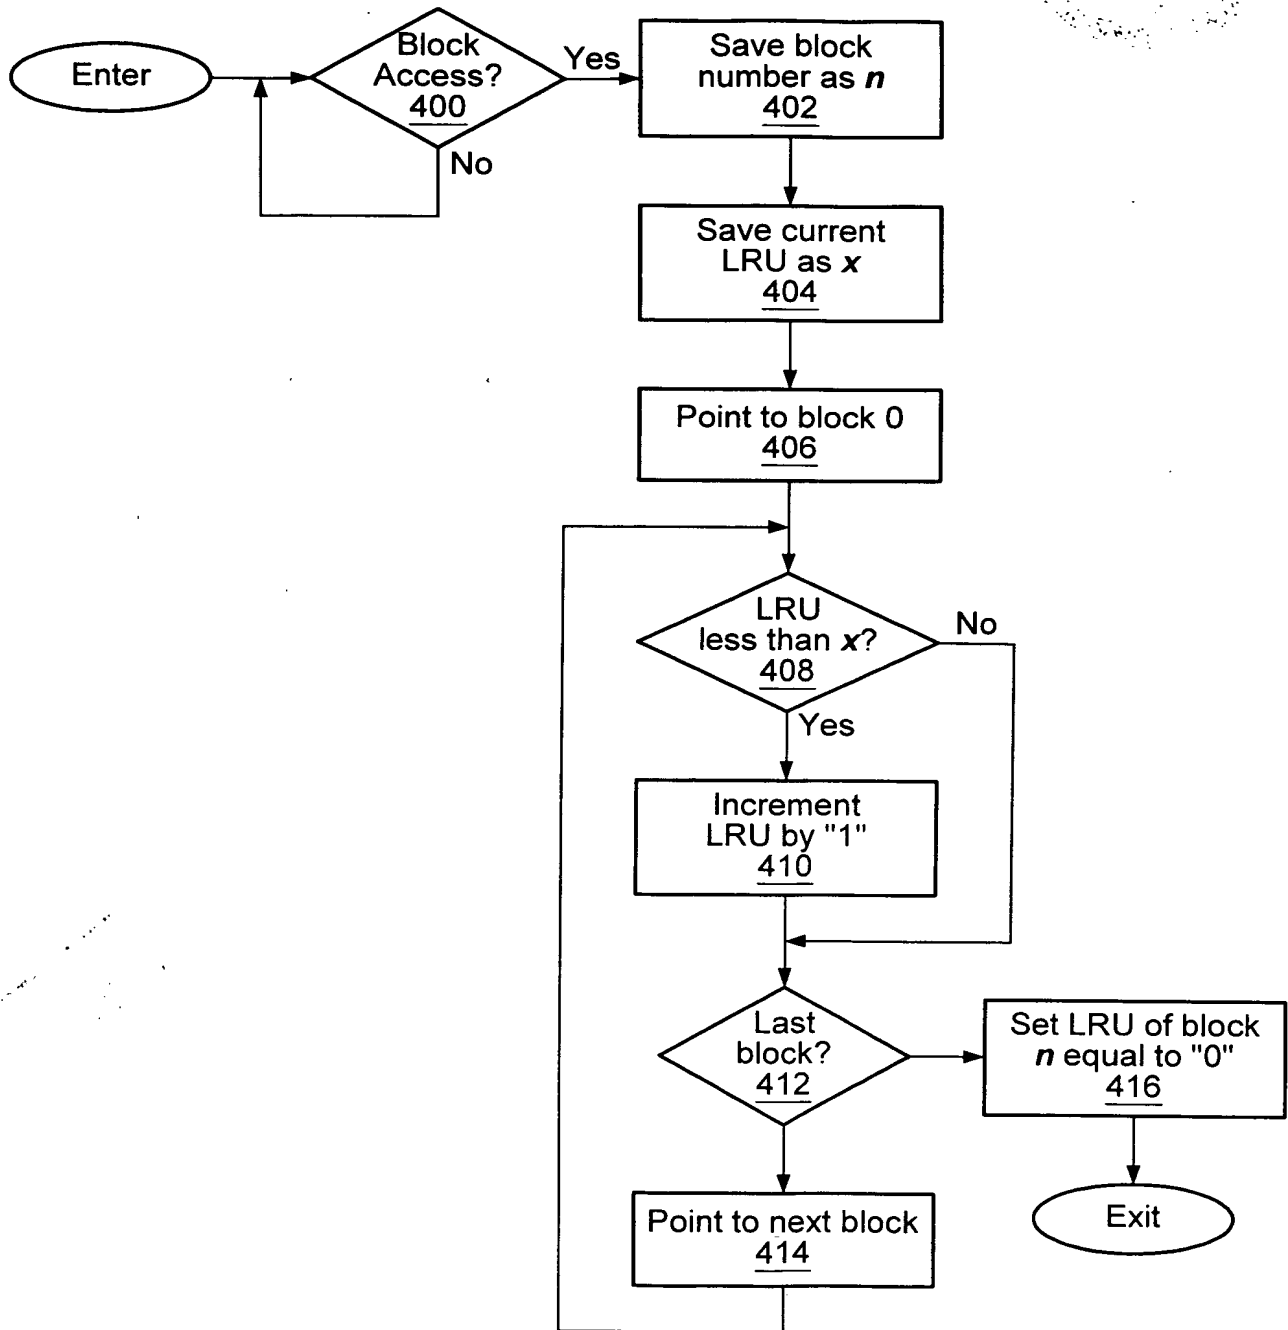 Enter
Block
Access?
400
Yes
No
Save block
number as n
402
Save current
LRU as x
404
Point to block 0
406
LRU
less than x?
408
No
Yes
Increment
LRU by "1"
410
Last
block?
412
Set LRU of block
n equal to "0"
416
Point to next block
414
Exit